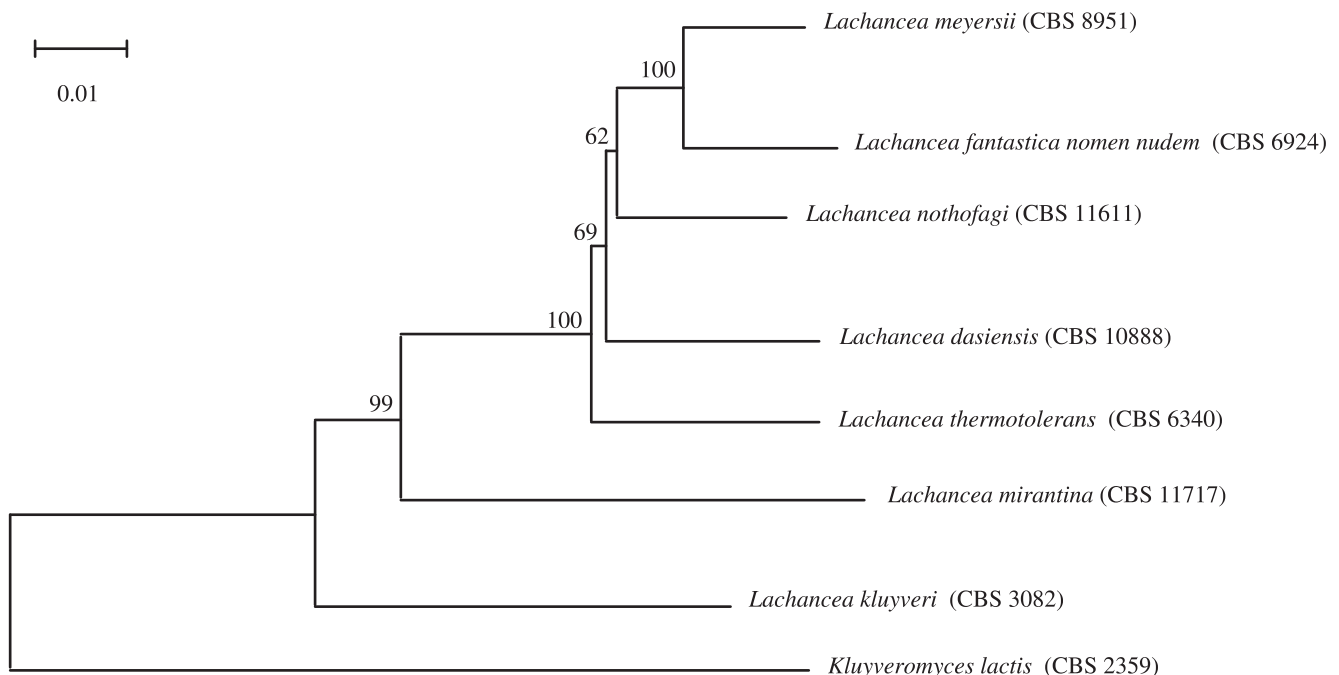 Lachancea meyersii (CBS 8951)
0.01
100
62
Lachancea fantastica nomen nudem (CBS 6924)
Lachancea nothofagi (CBS 11611)
69
100
Lachancea dasiensis (CBS 10888)
99
Lachancea thermotolerans (CBS 6340)
Lachancea mirantina (CBS 11717)
Lachancea kluyveri (CBS 3082)
Kluyveromyces lactis (CBS 2359)